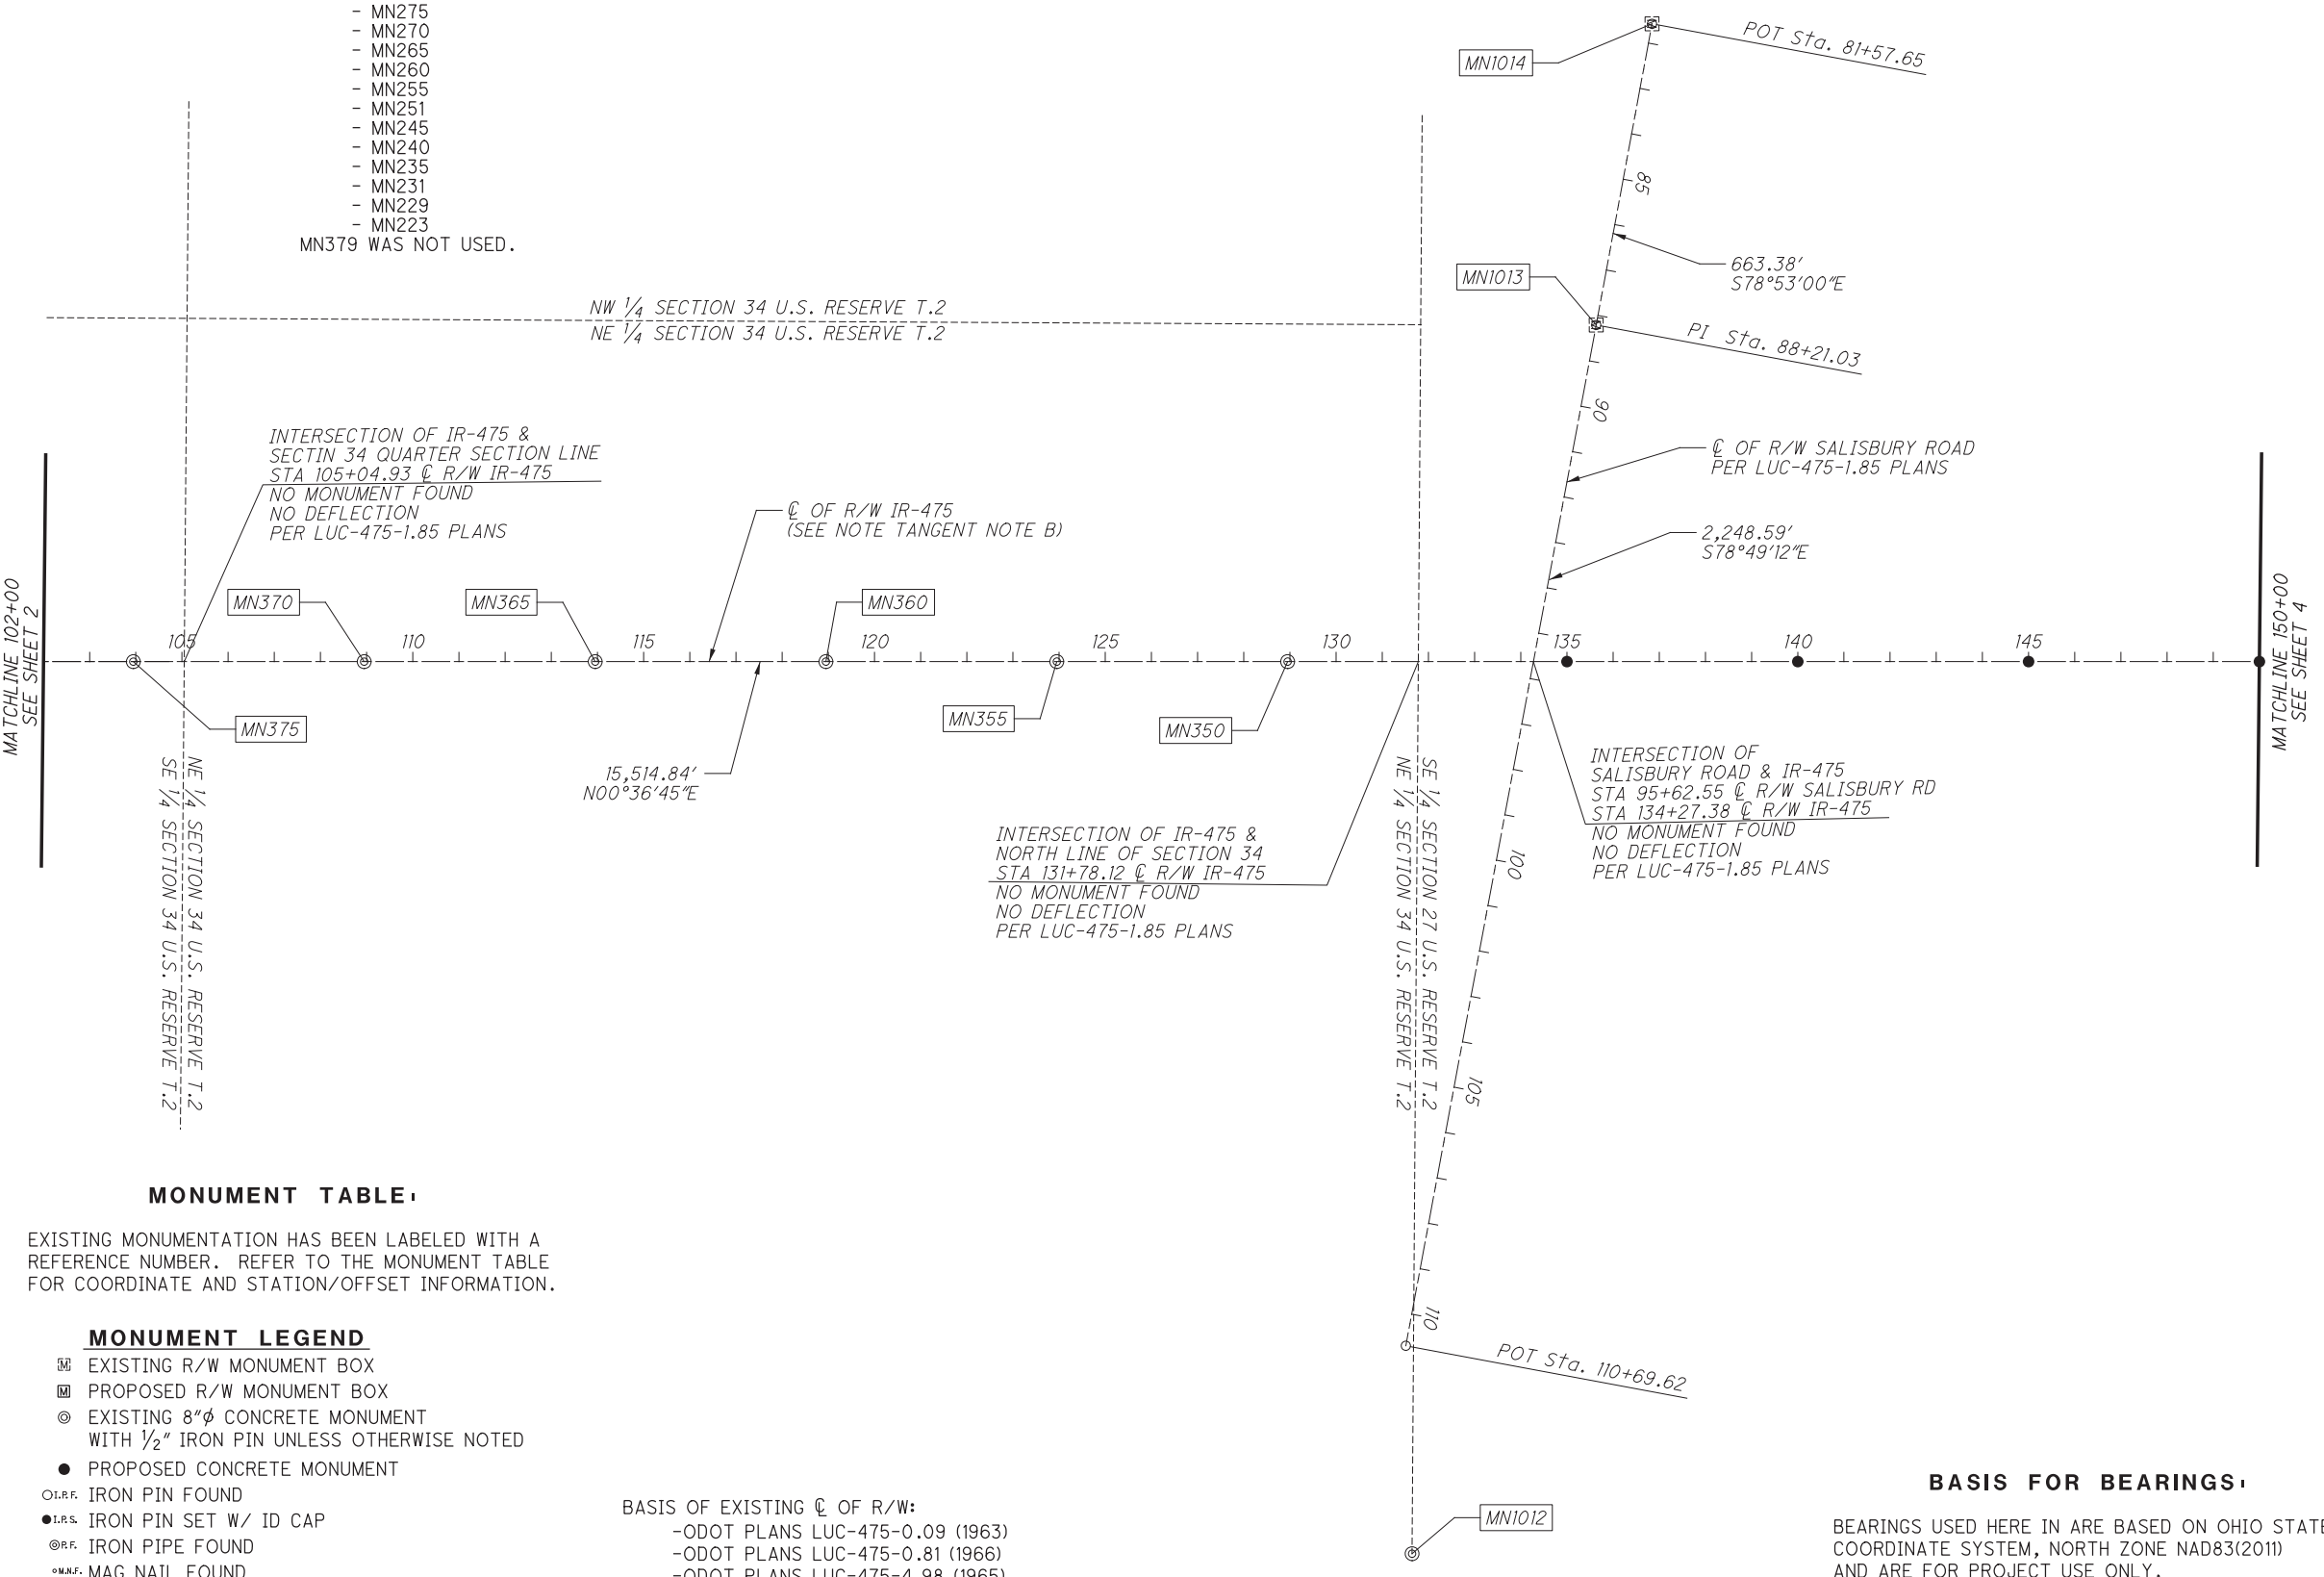 - MN275
- MN270
- MN265
- MN260
- MN255
- MN251
- MN245
- MN240
- MN235
- MN231
- MN229
- MN223
MN379 WAS NOT USED.
MN1014
POT Sta. 81+57.65
85
663.38'
S78°53'00"E
MN1013
PI Sta. 88+21.03
NW 1/4 SECTION 34 U.S. RESERVE T.2
NE 1/4 SECTION 34 U.S. RESERVE T.2
90
INTERSECTION OF IR-475 &
SECTIN 34 QUARTER SECTION LINE
STA 105+04.93 ℄ R/W IR-475
NO MONUMENT FOUND
NO DEFLECTION
PER LUC-475-1.85 PLANS
℄ OF R/W IR-475
(SEE NOTE TANGENT NOTE B)
℄ OF R/W SALISBURY ROAD
PER LUC-475-1.85 PLANS
2,248.59'
S78°49'12"E
MATCHLINE 102+00
SEE SHEET 2
MN370
MN365
MN360
105
110
115
120
125
130
135
140
145
MATCHLINE 150+00
SEE SHEET 4
MN375
MN355
MN350
15,514.84'
N00°36'45"E
NE 1/4 SECTION 34 U.S. RESERVE T.2
SE 1/4 SECTION 34 U.S. RESERVE T.2
INTERSECTION OF IR-475 &
NORTH LINE OF SECTION 34
STA 131+78.12 ℄ R/W IR-475
NO MONUMENT FOUND
NO DEFLECTION
PER LUC-475-1.85 PLANS
SE 1/4 SECTION 27 U.S. RESERVE T.2
NE 1/4 SECTION 34 U.S. RESERVE T.2
INTERSECTION OF
SALISBURY ROAD & IR-475
STA 95+62.55 ℄ R/W SALISBURY RD
STA 134+27.38 ℄ R/W IR-475
NO MONUMENT FOUND
NO DEFLECTION
PER LUC-475-1.85 PLANS
100
105
110
POT Sta. 110+69.62
MN1012
MONUMENT TABLE:
EXISTING MONUMENTATION HAS BEEN LABELED WITH A
REFERENCE NUMBER. REFER TO THE MONUMENT TABLE
FOR COORDINATE AND STATION/OFFSET INFORMATION.
MONUMENT LEGEND
M EXISTING R/W MONUMENT BOX
M PROPOSED R/W MONUMENT BOX
EXISTING 8"ϕ CONCRETE MONUMENT
WITH 1/2" IRON PIN UNLESS OTHERWISE NOTED
PROPOSED CONCRETE MONUMENT
I.P.F. IRON PIN FOUND
I.P.S. IRON PIN SET W/ ID CAP
P.F. IRON PIPE FOUND
M.N.F. MAG NAIL FOUND
BASIS OF EXISTING ℄ OF R/W:
-ODOT PLANS LUC-475-0.09 (1963)
-ODOT PLANS LUC-475-0.81 (1966)
-ODOT PLANS LUC-475-4.98 (1965)
BASIS FOR BEARINGS:
BEARINGS USED HERE IN ARE BASED ON OHIO STATE
COORDINATE SYSTEM, NORTH ZONE NAD83(2011)
AND ARE FOR PROJECT USE ONLY.